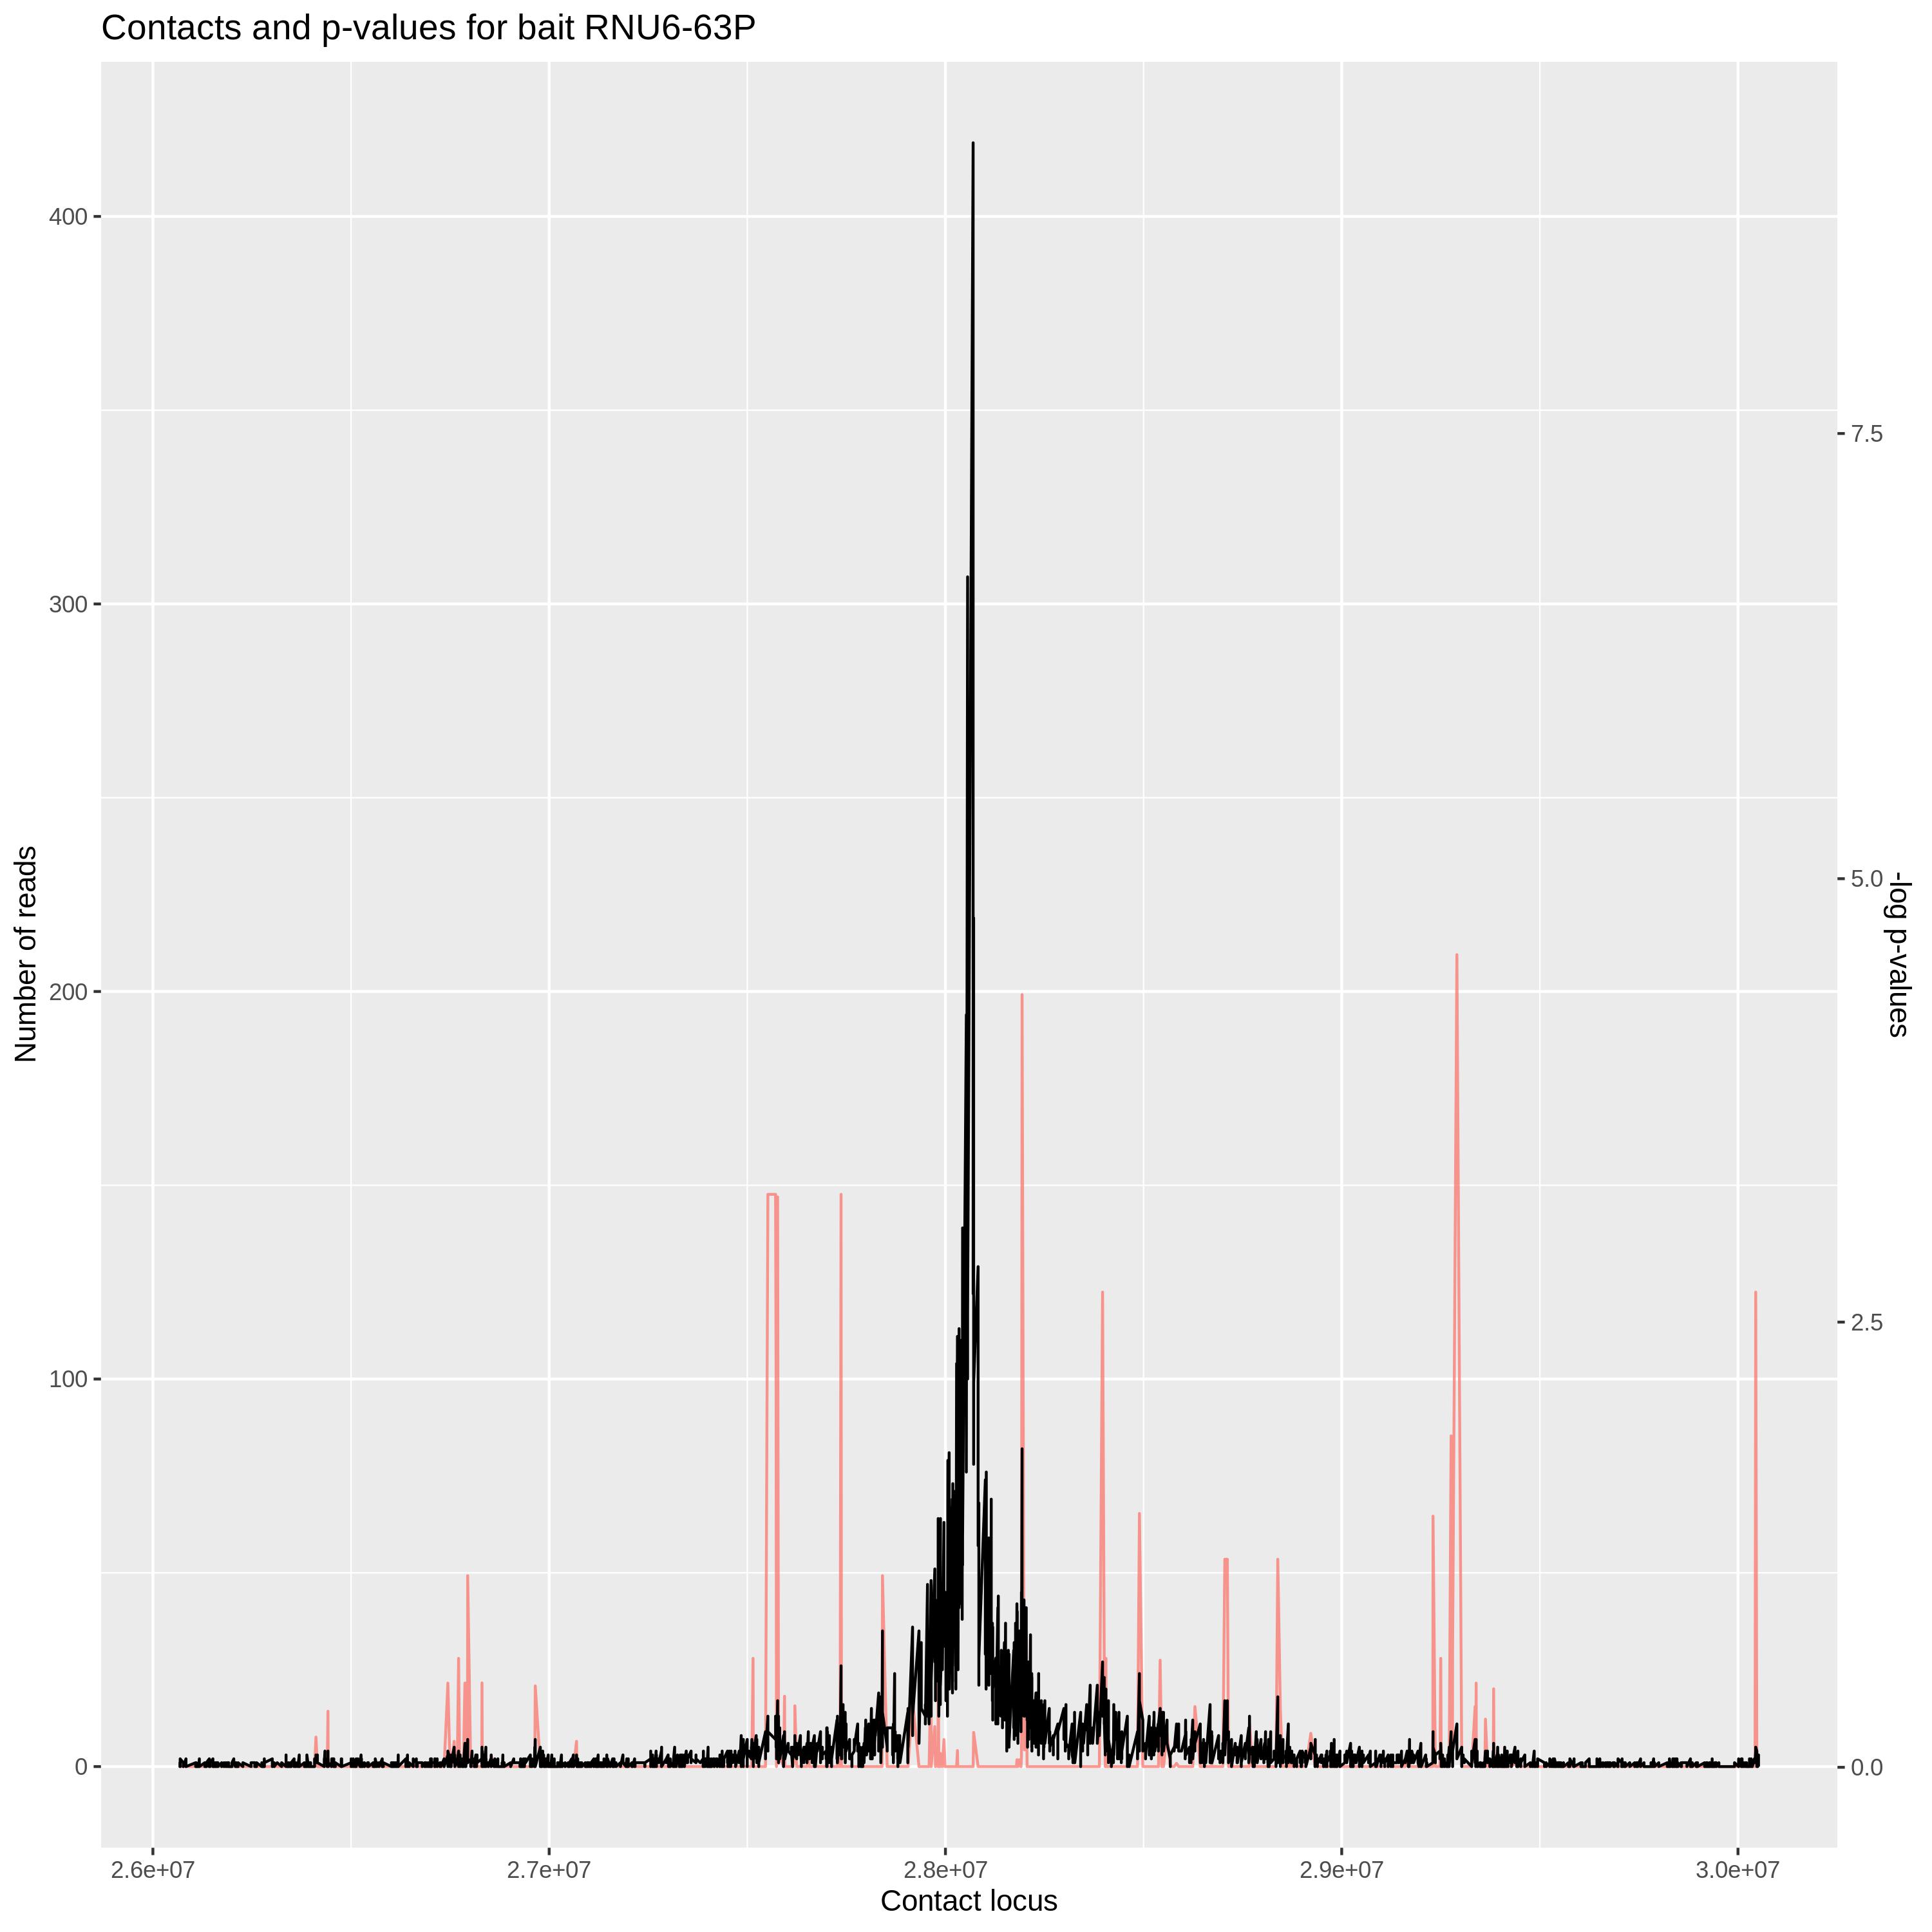 Contacts and p-values for bait RNU6-63P
400
300
200
100
0
Number of reads
7.5
5.0
2.5
0.0
-log p-values
2.6e+07
2.7e+07
2.8e+07
2.9e+07
3.0e+07
Contact locus